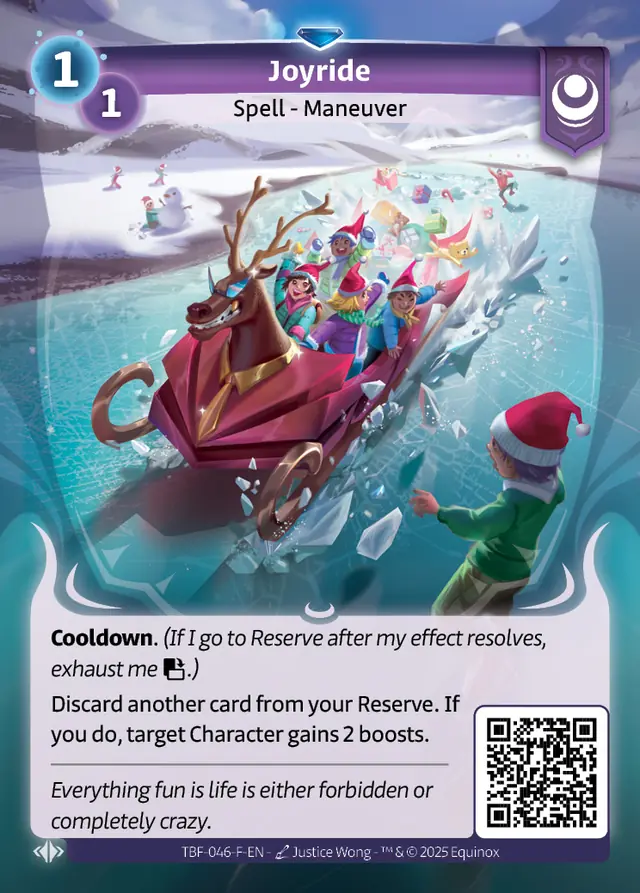 1
1
Joyride
Spell - Maneuver
Cooldown. (If I go to Reserve after my effect resolves,
exhaust me .)
Discard another card from your Reserve. If
you do, target Character gains 2 boosts.
Everything fun is life is either forbidden or
completely crazy.
TBF-046-F-EN - Justice Wong - ™ & © 2025 Equinox